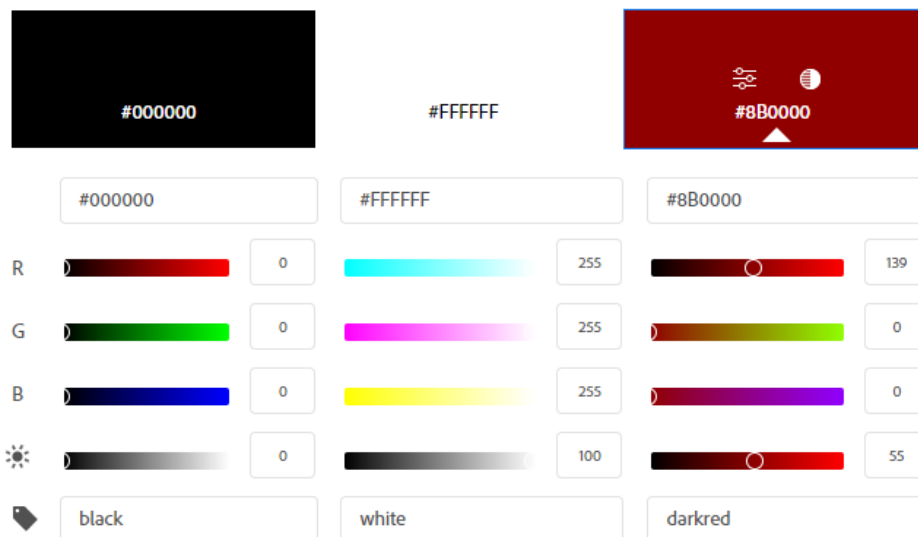 #000000 #FFFFFF #8B0000
#000000 #FFFFFF #8B0000
R 0 255 139
G 0 255 0
B 0 255 0
0 100 55
black white darkred